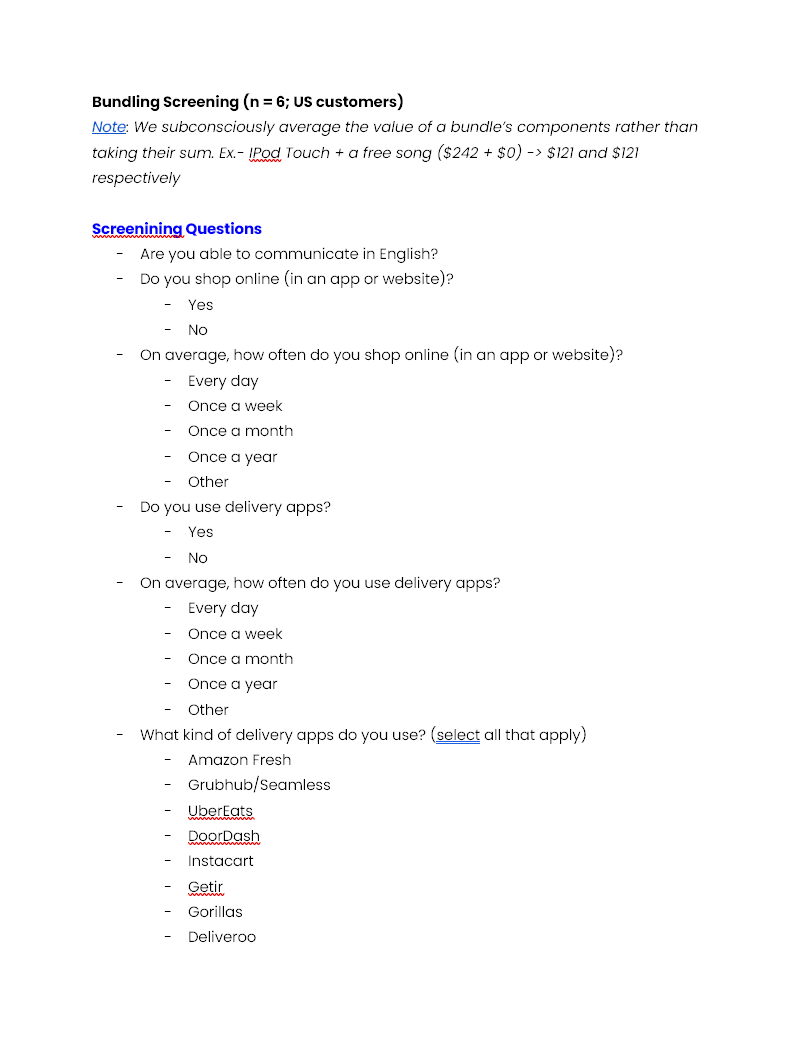 Bundling Screening (n = 6; US customers)
Note: We subconsciously average the value of a bundle’s components rather than
taking their sum. Ex.- IPod Touch + a free song ($242 + $0) -> $121 and $121
respectively
Screenining Questions
- Are you able to communicate in English?
- Do you shop online (in an app or website)?
- Yes
- No
- On average, how often do you shop online (in an app or website)?
- Every day
- Once a week
- Once a month
- Once a year
- Other
- Do you use delivery apps?
- Yes
- No
- On average, how often do you use delivery apps?
- Every day
- Once a week
- Once a month
- Once a year
- Other
- What kind of delivery apps do you use? (select all that apply)
- Amazon Fresh
- Grubhub/Seamless
- UberEats
- DoorDash
- Instacart
- Getir
- Gorillas
- Deliveroo